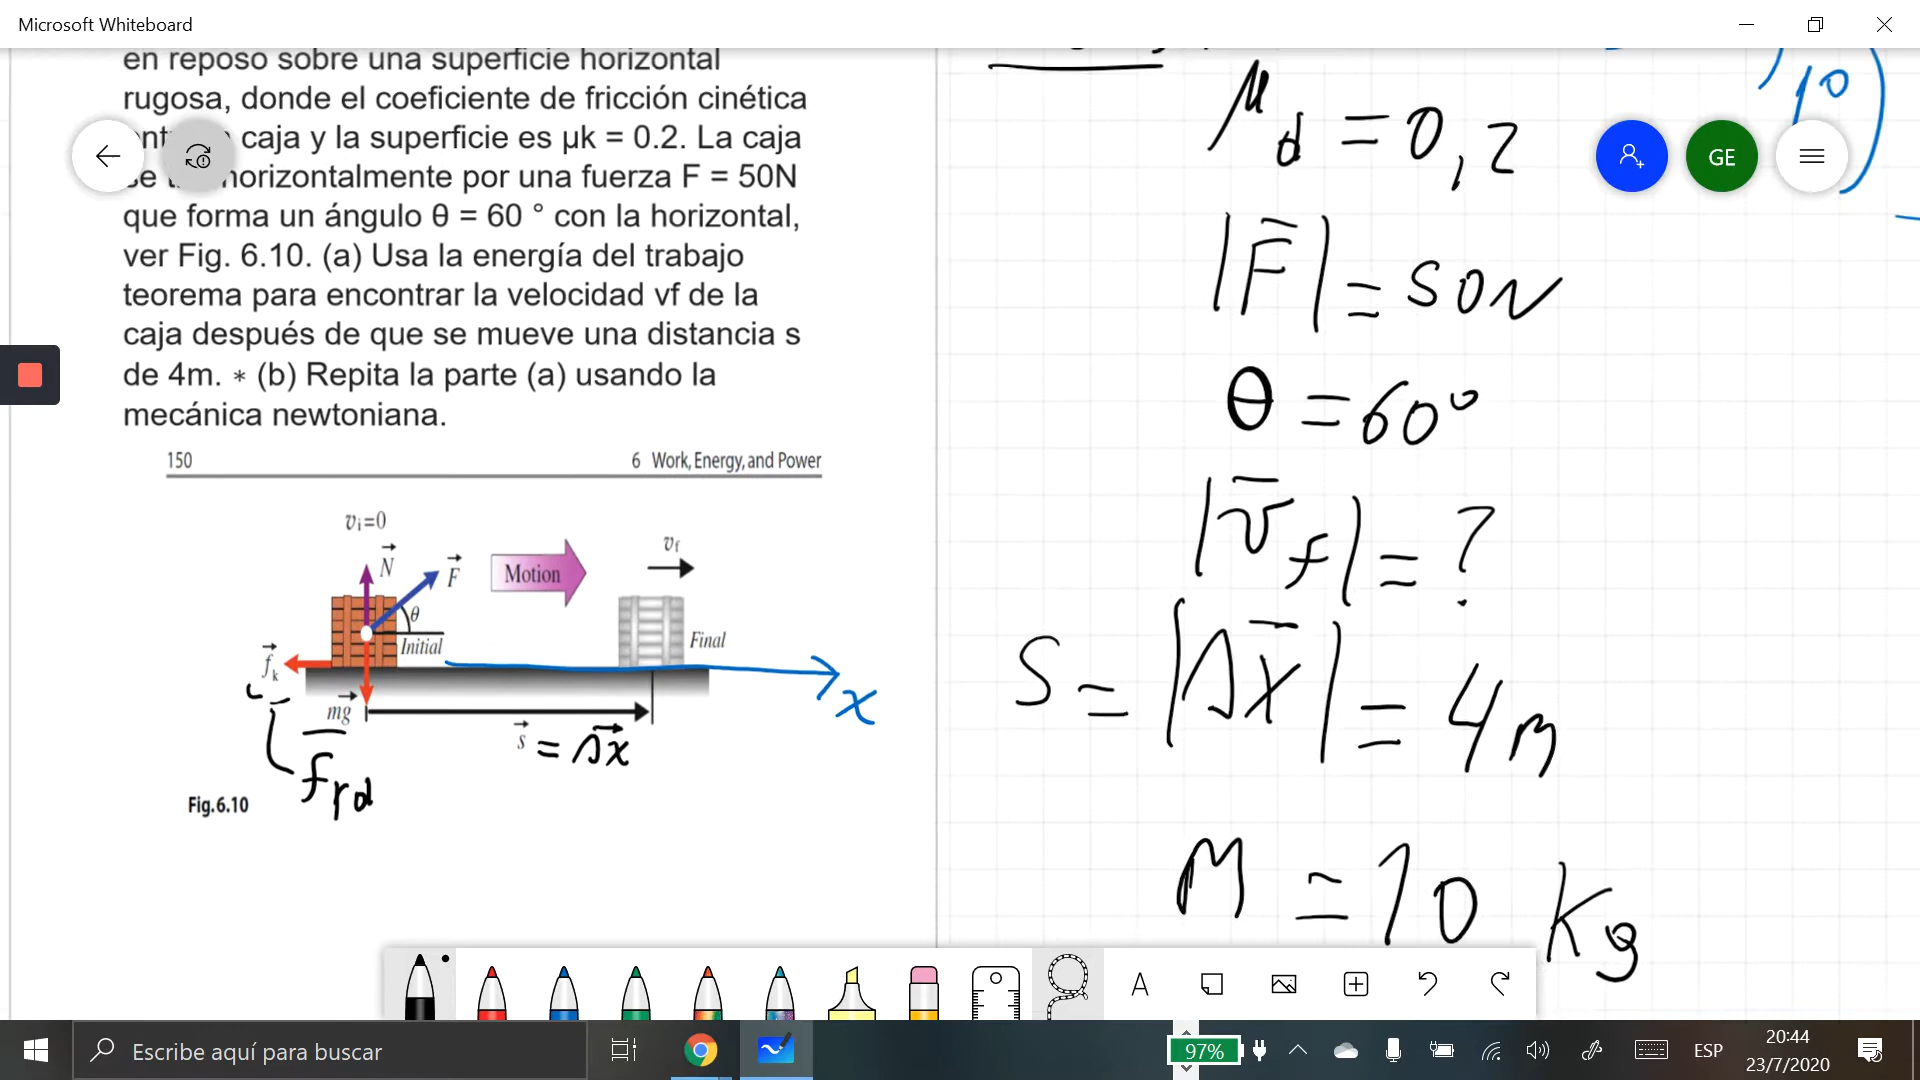 Microsoft Whiteboard
en reposo sobre una superficie horizontal
rugosa, donde el coeficiente de fricción cinética
caja y la superficie es μk = 0.2. La caja
horizontalmente por una fuerza F = 50N
que forma un ángulo θ = 60 ° con la horizontal,
ver Fig. 6.10. (a) Usa la energía del trabajo
teorema para encontrar la velocidad vf de la
caja después de que se mueve una distancia s
de 4m. ∗ (b) Repita la parte (a) usando la
mecánica newtoniana.
150 6 Work, Energy, and Power
vi=0
N
F
θ
Motion
vf
Initial
Final
fk
mg
s = Δx
x
frd
Fig. 6.10
μd = 0,2
|F| = 50N
θ = 60°
|vf| = ?
S = |Δx| = 4m
M = 10 Kg
10
GE
A
Escribe aquí para buscar
97%
ESP
20:44
23/7/2020